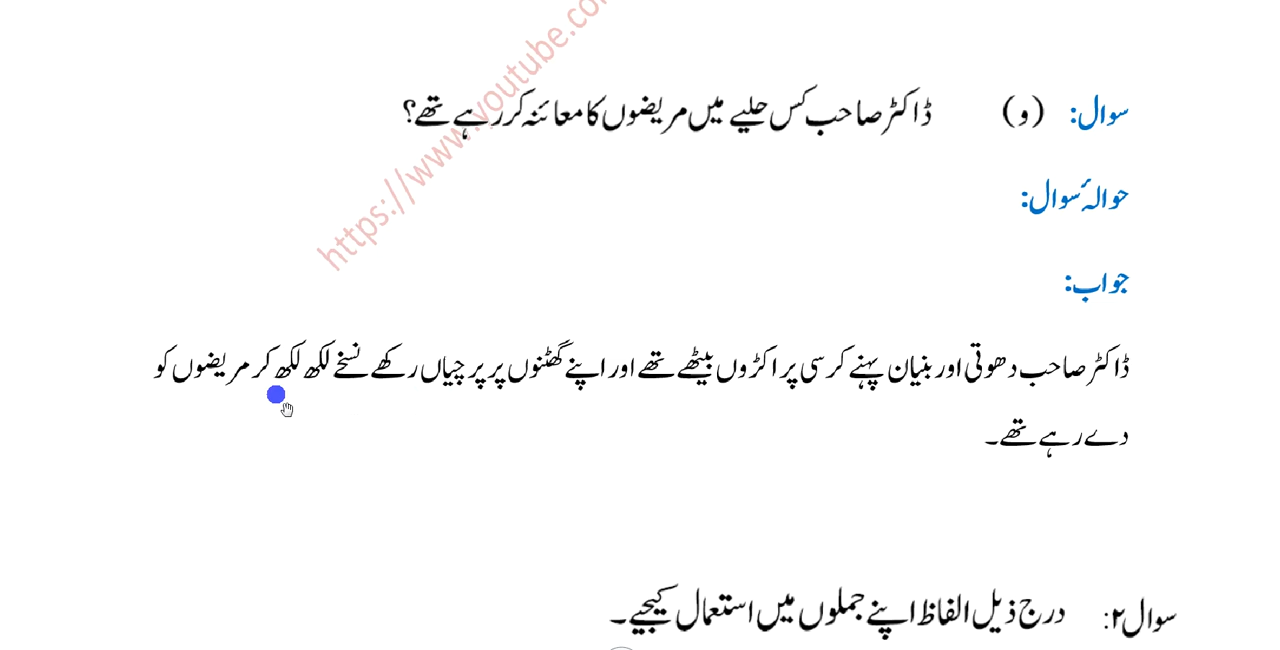 https://www.youtube.co
سوال: (و) ڈاکٹر صاحب کس حلیے میں مریضوں کا معائنہ کر رہے تھے؟
حوالۂ سوال:
جواب:
ڈاکٹر صاحب دھوتی اور بنیان پہنے کرسی پر اکڑوں بیٹھے تھے اور اپنے گھٹنوں پر پرچیاں رکھے نسخے لکھ لکھ کر مریضوں کو
دے رہے تھے۔
سوال۲: درج ذیل الفاظ اپنے جملوں میں استعمال کیجیے۔